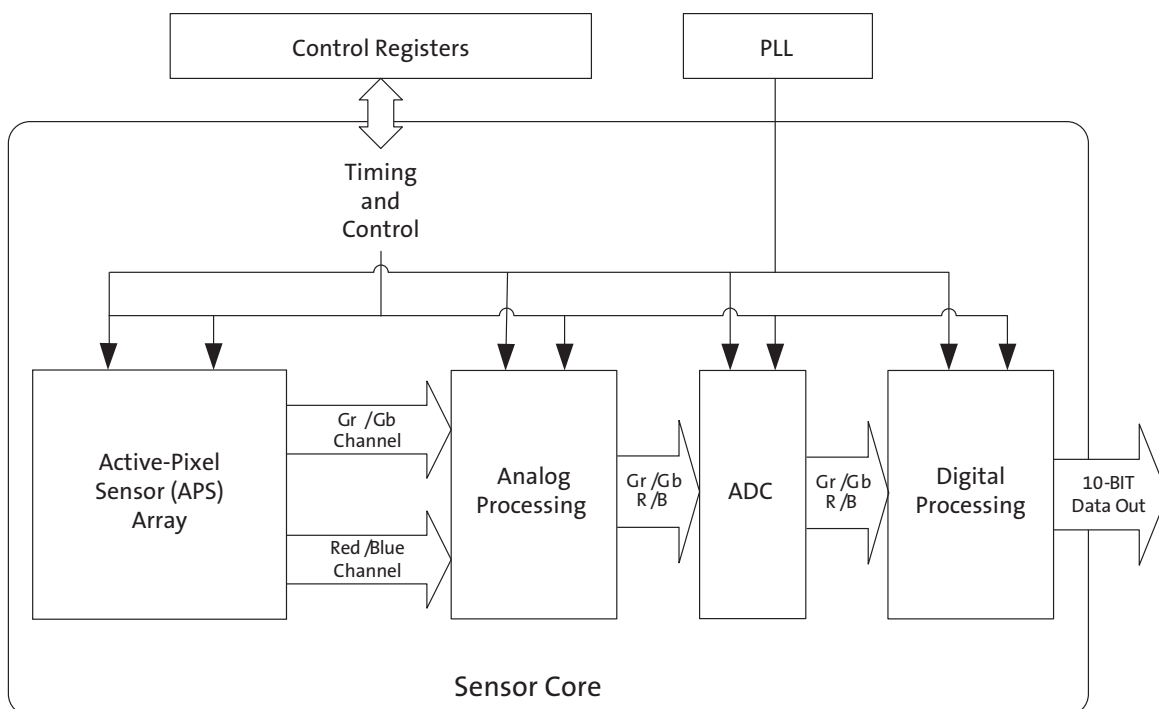 Control Registers
PLL
Timing
and
Control
Active-Pixel
Sensor (APS)
Array
Gr /Gb
Channel
Red /Blue
Channel
Analog
Processing
Gr /Gb
R /B
ADC
Gr /Gb
R /B
Digital
Processing
10-BIT
Data Out
Sensor Core